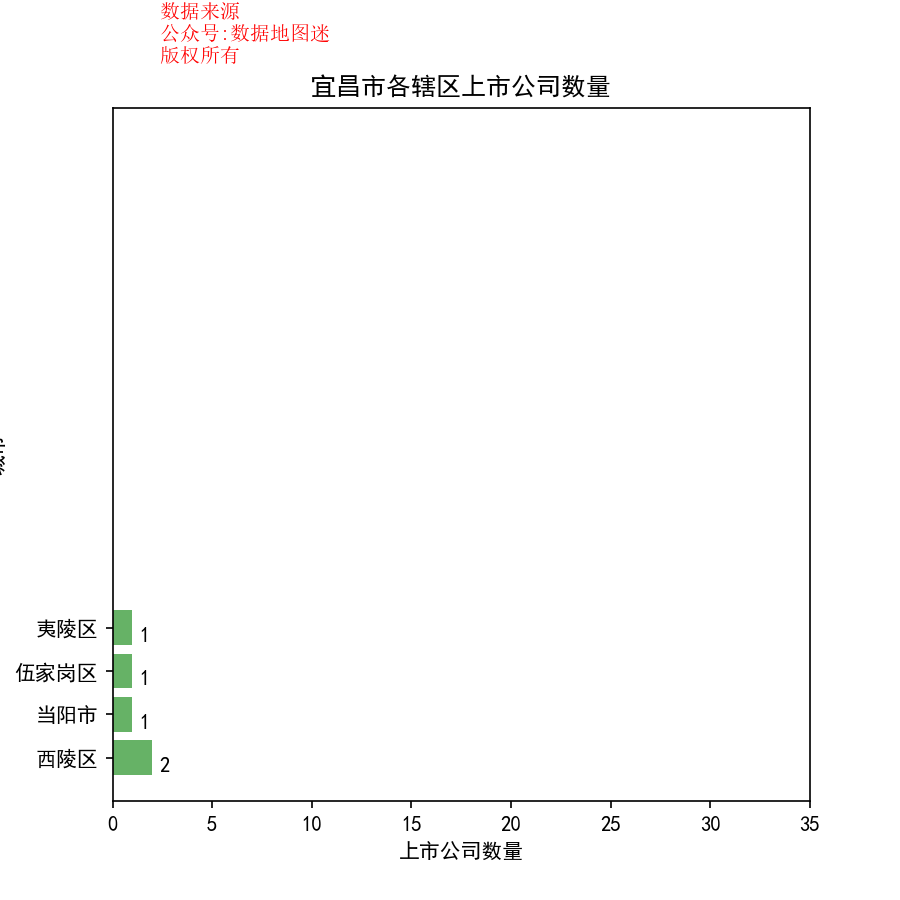 数据来源
公众号:数据地图迷
版权所有
宜昌市各辖区上市公司数量
夷陵区
1
伍家岗区
1
当阳市
1
西陵区
2
0 5 10 15 20 25 30 35
上市公司数量